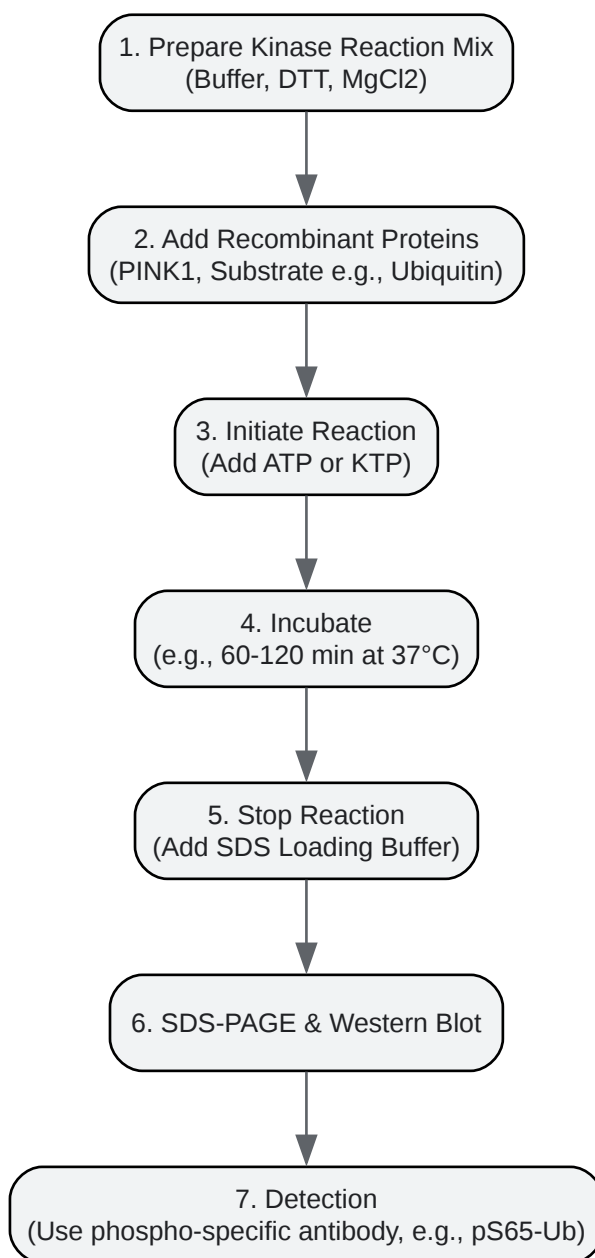 1. Prepare Kinase Reaction Mix
(Buffer, DTT, MgCl2)
2. Add Recombinant Proteins
(PINK1, Substrate e.g., Ubiquitin)
3. Initiate Reaction
(Add ATP or KTP)
4. Incubate
(e.g., 60-120 min at 37°C)
5. Stop Reaction
(Add SDS Loading Buffer)
6. SDS-PAGE & Western Blot
7. Detection
(Use phospho-specific antibody, e.g., pS65-Ub)